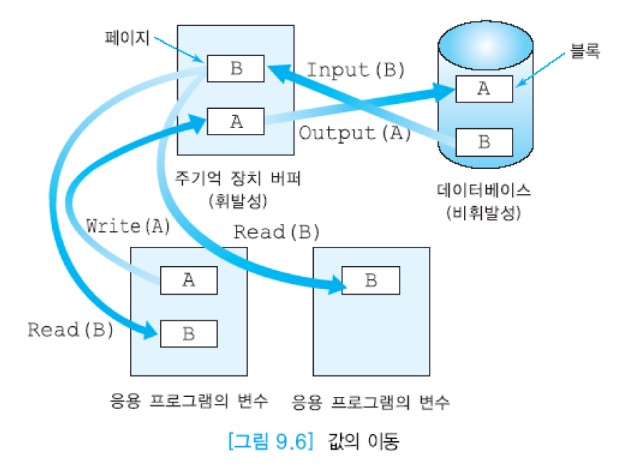 페이지
블록
B
Input(B)
A
A
Output(A)
B
주기억 장치 버퍼
(휘발성)
데이터베이스
(비휘발성)
Write(A)
Read(B)
A
B
Read(B)
B
응용 프로그램의 변수
응용 프로그램의 변수
[그림 9.6] 값의 이동